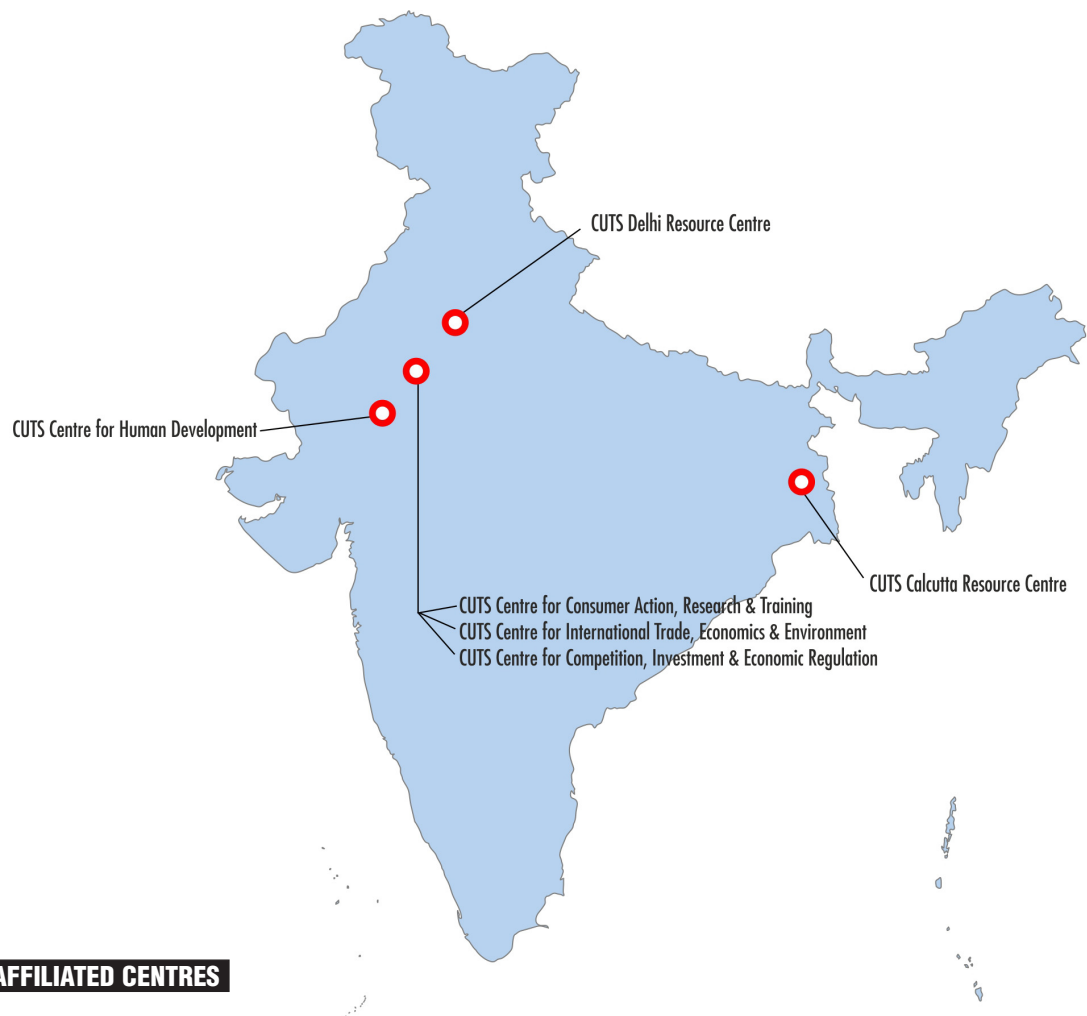 CUTS Delhi Resource Centre
CUTS Centre for Human Development
CUTS Calcutta Resource Centre
CUTS Centre for Consumer Action, Research & Training
CUTS Centre for International Trade, Economics & Environment
CUTS Centre for Competition, Investment & Economic Regulation
AFFILIATED CENTRES